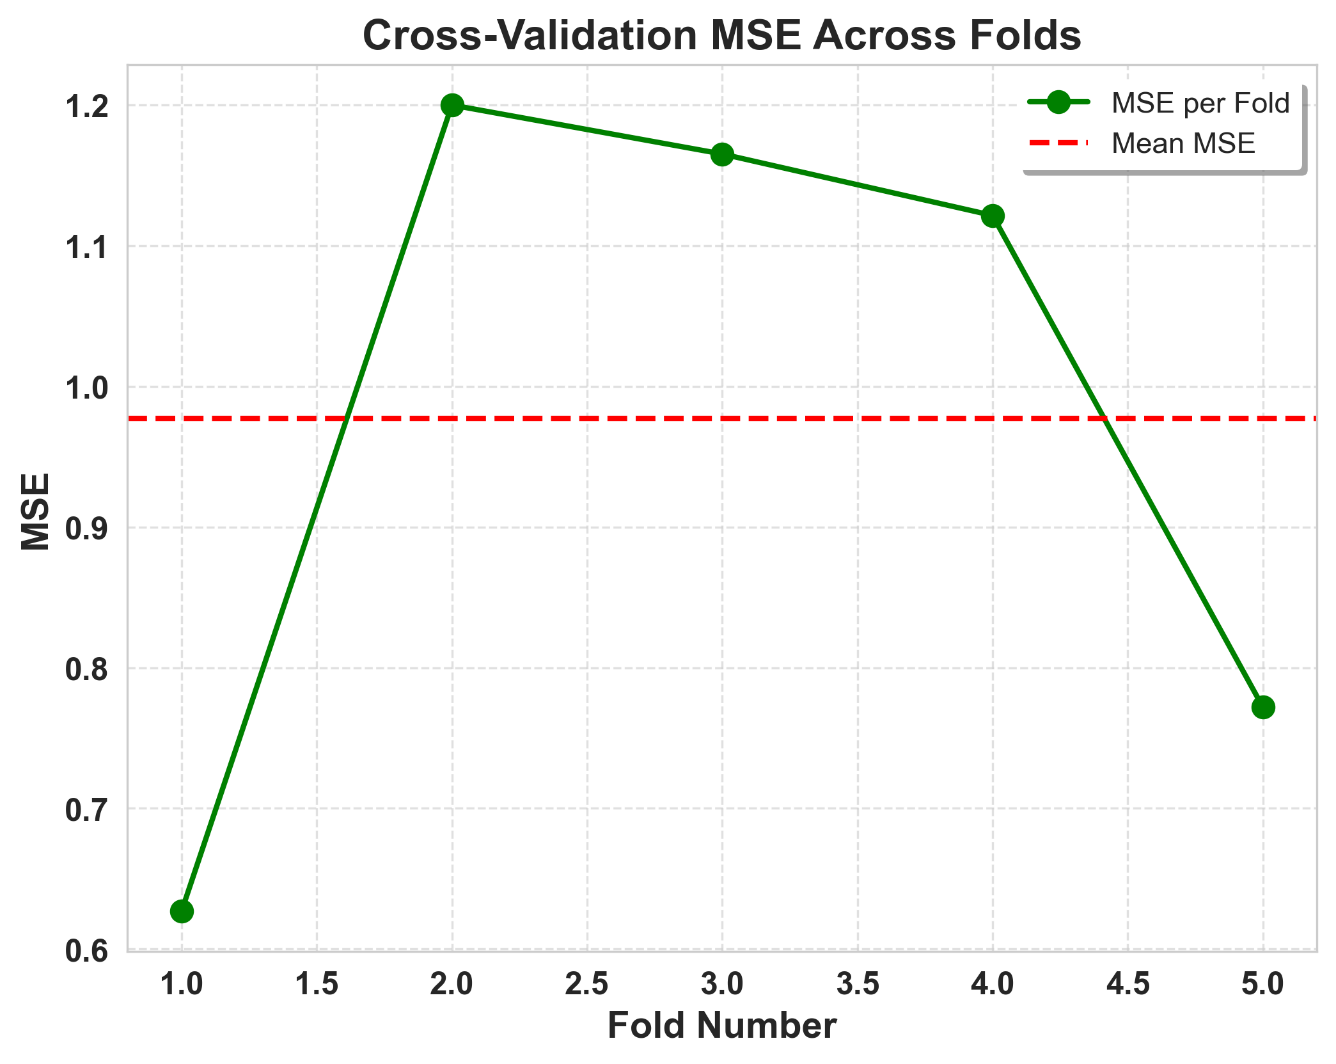 Cross-Validation MSE Across Folds
MSE per Fold
Mean MSE
1.2
1.1
1.0
0.9
0.8
0.7
0.6
MSE
1.0 1.5 2.0 2.5 3.0 3.5 4.0 4.5 5.0
Fold Number